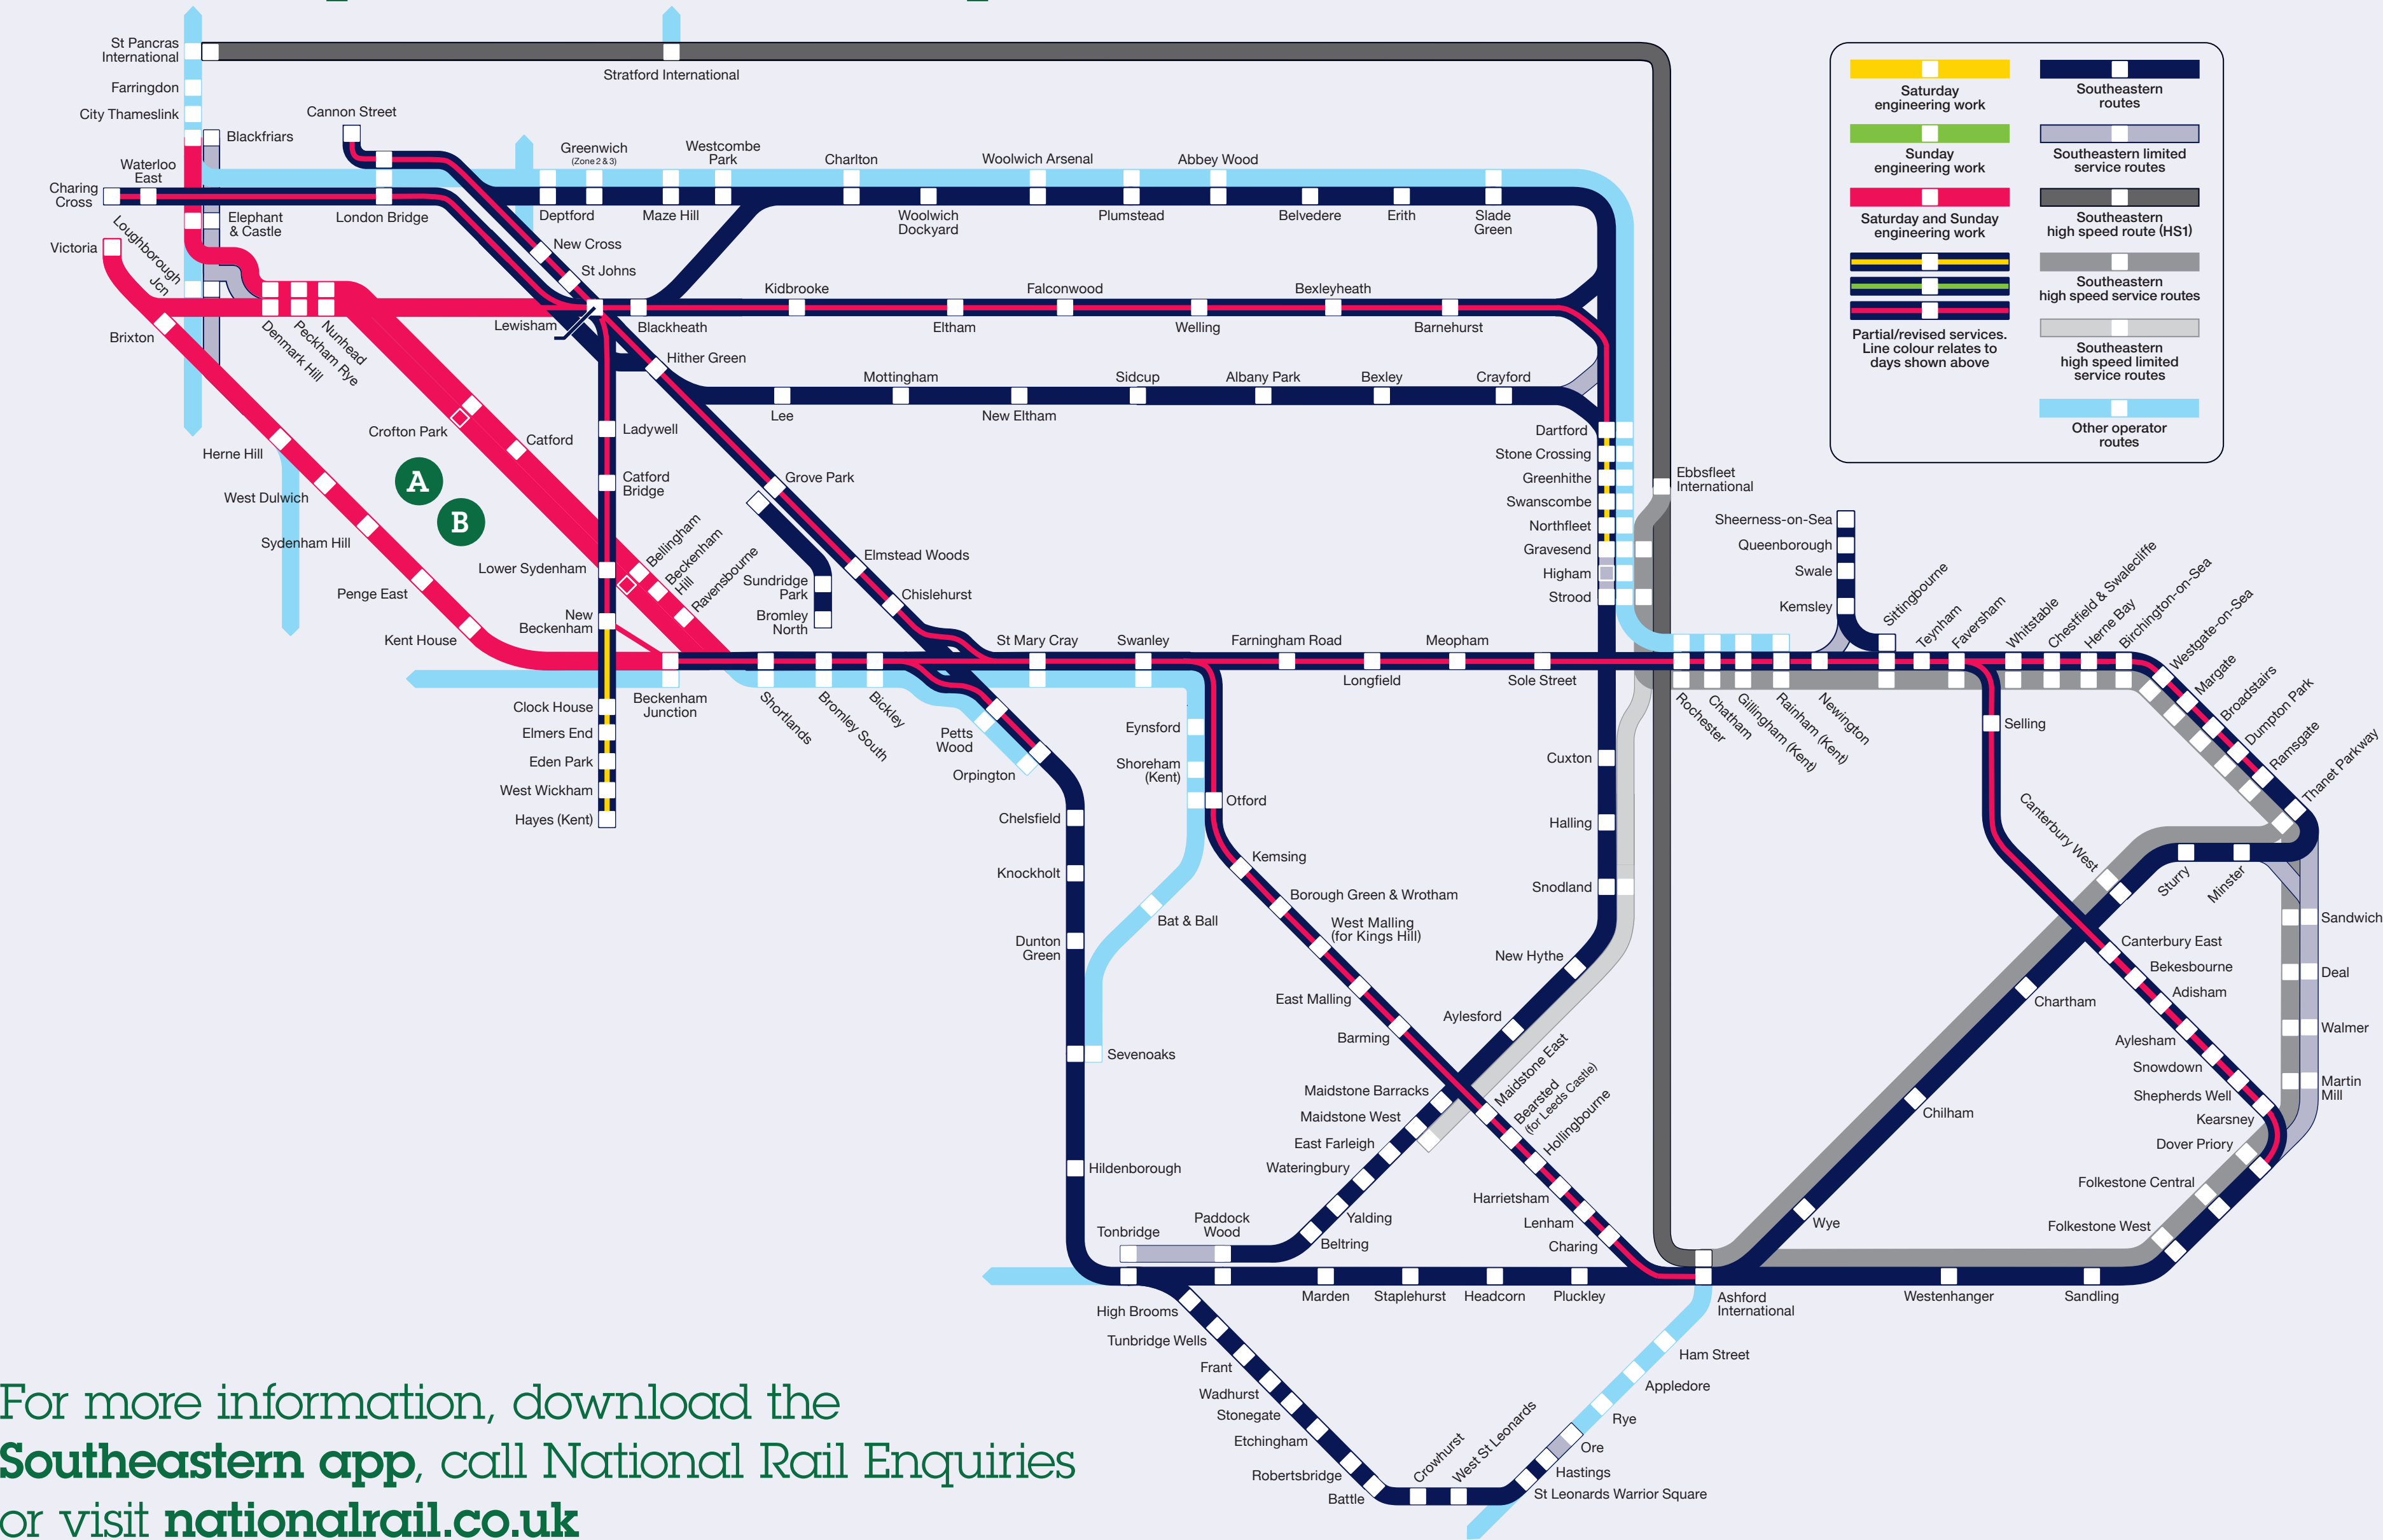 St Pancras
International
Farringdon
City Thameslink
Blackfriars
Waterloo
East
Charing
Cross
Cannon Street
London Bridge
Elephant
& Castle
Loughborough
Jcn
Victoria
Brixton
Denmark Hill
Peckham Rye
Nunhead
Stratford International
Greenwich
(Zone 2 & 3)
Westcombe
Park
Charlton
Woolwich Arsenal
Abbey Wood
Deptford
Maze Hill
Woolwich
Dockyard
Plumstead
Belvedere
Erith
Slade
Green
New Cross
St Johns
Lewisham
Blackheath
Kidbrooke
Eltham
Falconwood
Welling
Bexleyheath
Barnehurst
Hither Green
Lee
Mottingham
New Eltham
Sidcup
Albany Park
Bexley
Crayford
Crofton Park
Catford
A
B
Herne Hill
West Dulwich
Sydenham Hill
Penge East
Kent House
Ladywell
Catford
Bridge
Lower Sydenham
New
Beckenham
Clock House
Elmers End
Eden Park
West Wickham
Hayes (Kent)
Bellingham
Beckenham
Hill
Ravensbourne
Beckenham
Junction
Shortlands
Bromley South
Bickley
Grove Park
Sundridge
Park
Bromley
North
Elmstead Woods
Chislehurst
Petts
Wood
Orpington
St Mary Cray
Swanley
Farningham Road
Longfield
Meopham
Sole Street
Dartford
Stone Crossing
Greenhithe
Swanscombe
Northfleet
Gravesend
Higham
Strood
Ebbsfleet
International
Rochester
Chatham
Gillingham (Kent)
Rainham (Kent)
Newington
Sheerness-on-Sea
Queenborough
Swale
Kemsley
Sittingbourne
Teynham
Faversham
Whitstable
Chestfield & Swalecliffe
Herne Bay
Birchington-on-Sea
Westgate-on-Sea
Margate
Broadstairs
Dumpton Park
Ramsgate
Thanet Parkway
Selling
Canterbury West
Sturry
Minster
Sandwich
Deal
Walmer
Martin
Mill
Canterbury East
Bekesbourne
Adisham
Aylesham
Snowdown
Shepherds Well
Kearsney
Dover Priory
Folkestone Central
Folkestone West
Chartham
Chilham
Wye
Eynsford
Shoreham
(Kent)
Otford
Bat & Ball
Chelsfield
Knockholt
Dunton
Green
Sevenoaks
Hildenborough
Kemsing
Borough Green & Wrotham
West Malling
(for Kings Hill)
East Malling
Barming
Maidstone East
Bearsted
(for Leeds Castle)
Hollingbourne
Harrietsham
Lenham
Charing
Cuxton
Halling
Snodland
New Hythe
Aylesford
Maidstone Barracks
Maidstone West
East Farleigh
Wateringbury
Yalding
Beltring
Tonbridge
Paddock
Wood
Marden
Staplehurst
Headcorn
Pluckley
Ashford
International
Westenhanger
Sandling
High Brooms
Tunbridge Wells
Frant
Wadhurst
Stonegate
Etchingham
Robertsbridge
Battle
Crowhurst
West St Leonards
St Leonards Warrior Square
Hastings
Ore
Rye
Appledore
Ham Street
Saturday
engineering work
Sunday
engineering work
Saturday and Sunday
engineering work
Partial/revised services.
Line colour relates to
days shown above
Southeastern
routes
Southeastern limited
service routes
Southeastern
high speed route (HS1)
Southeastern
high speed service routes
Southeastern
high speed limited
service routes
Other operator
routes
For more information, download the
Southeastern app, call National Rail Enquiries
or visit nationalrail.co.uk